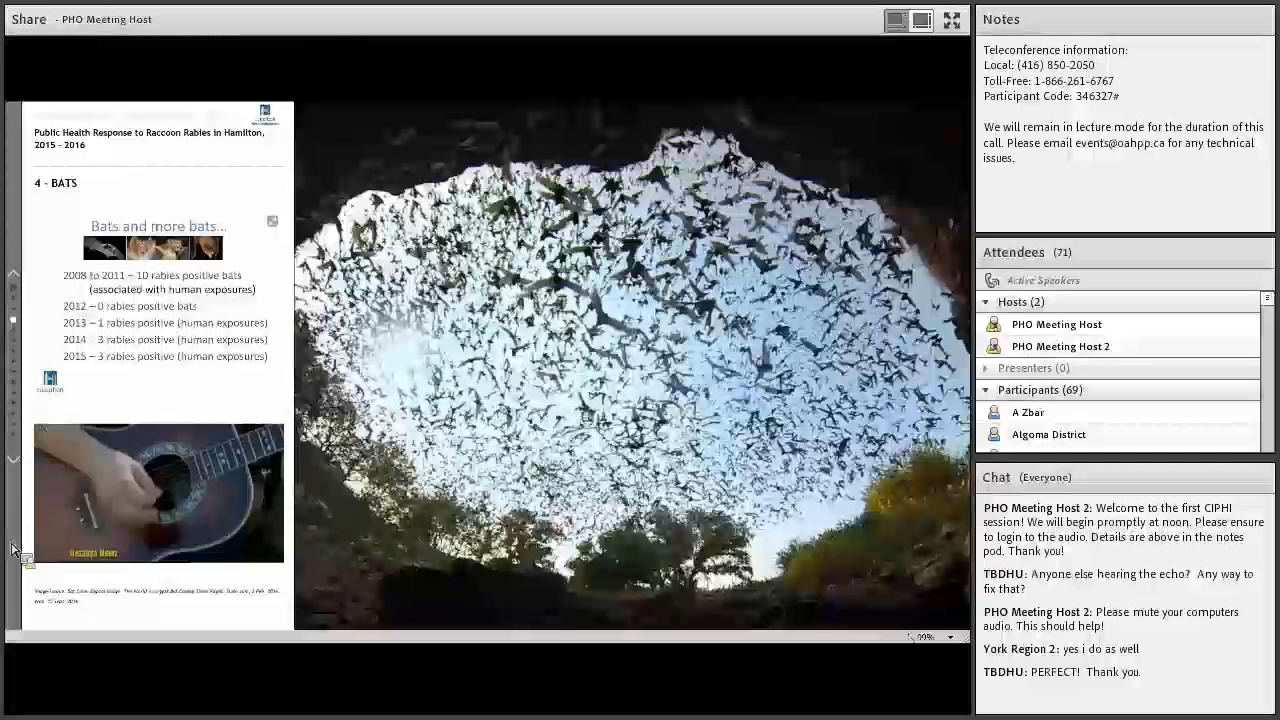 Share - PHO Meeting Host
Public Health Response to Raccoon Rabies in Hamilton,
2015 - 2016
4 - BATS
Bats and more bats...
2008 to 2011 – 10 rabies positive bats
(associated with human exposures)
2012 – 0 rabies positive bats
2013 – 1 rabies positive (human exposures)
2014 – 3 rabies positive (human exposures)
2015 – 3 rabies positive (human exposures)
Hamilton
99%
Notes
Teleconference information:
Local: (416) 850-2050
Toll-Free: 1-866-261-6767
Participant Code: 346327#
We will remain in lecture mode for the duration of this
call. Please email events@oahpp.ca for any technical
issues.
Attendees (71)
Active Speakers
Hosts (2)
PHO Meeting Host
PHO Meeting Host 2
Presenters (0)
Participants (69)
A Zbar
Algoma District
Chat (Everyone)
PHO Meeting Host 2: Welcome to the first CIPHI
session! We will begin promptly at noon. Please ensure
to login to the audio. Details are above in the notes
pod. Thank you!
TBDHU: Anyone else hearing the echo? Any way to
fix that?
PHO Meeting Host 2: Please mute your computers
audio. This should help!
York Region 2: yes i do as well
TBDHU: PERFECT! Thank you.